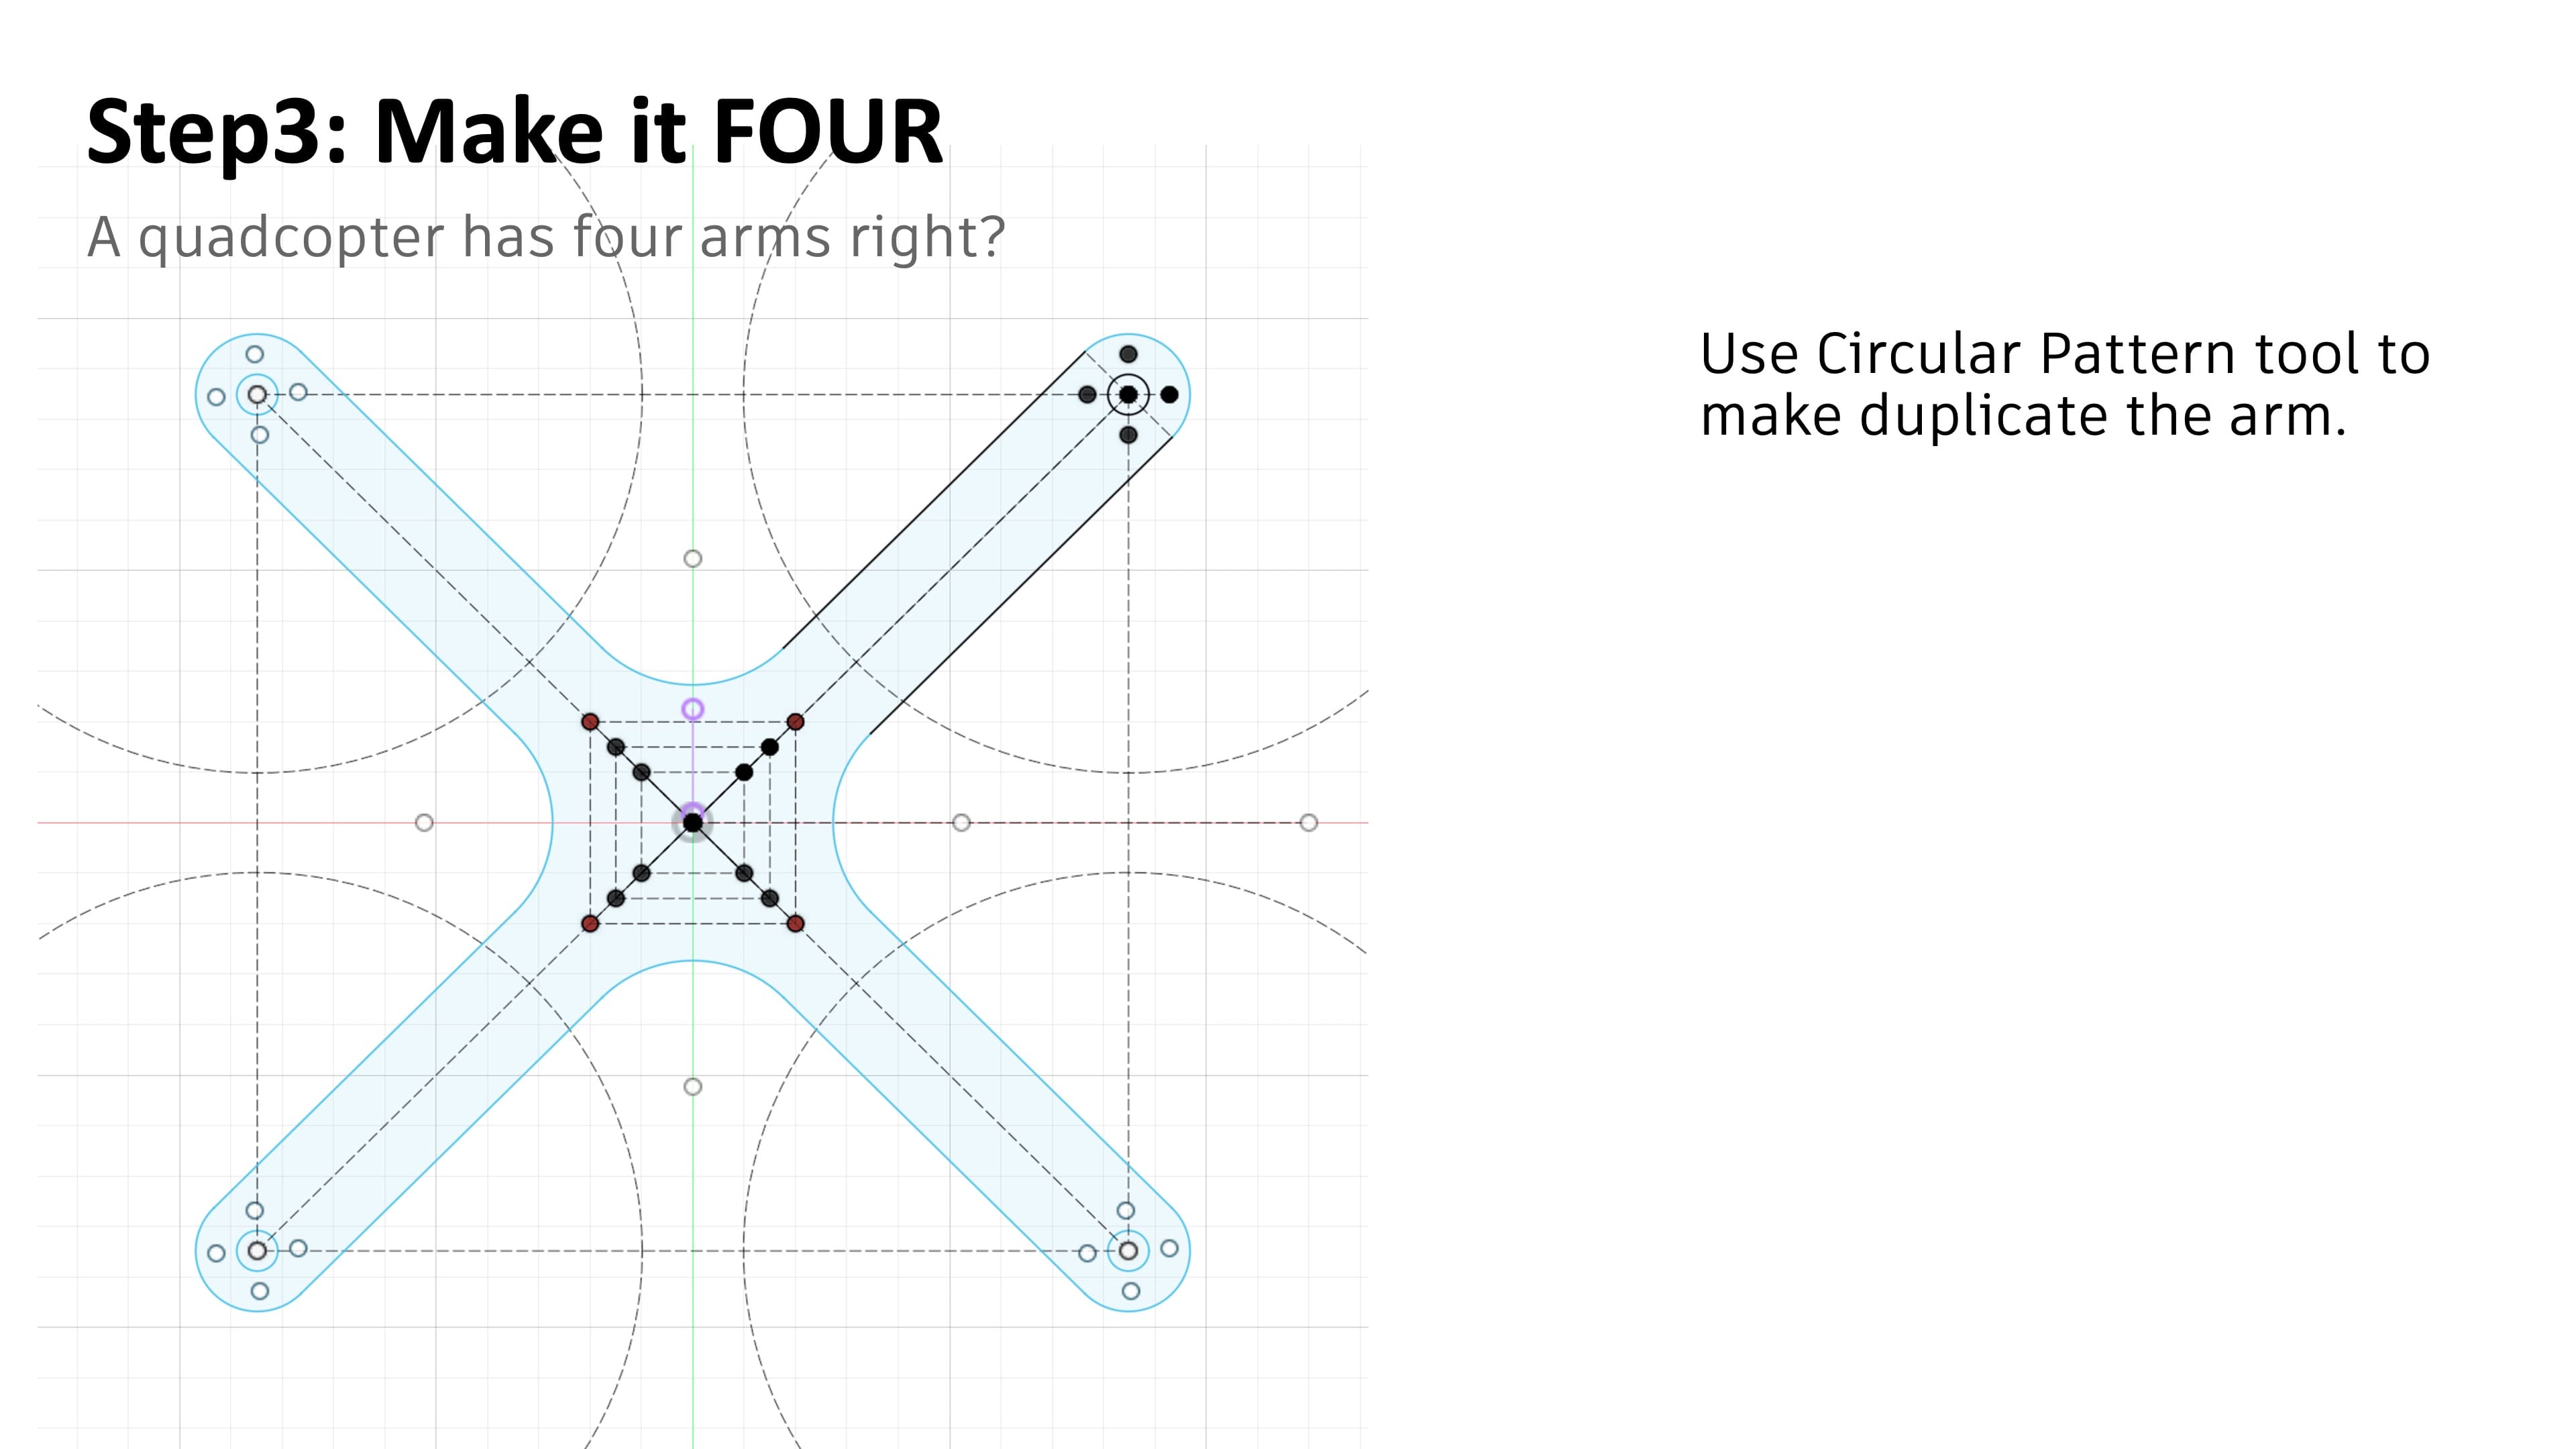 Step3: Make it FOUR
A quadcopter has four arms right?
Use Circular Pattern tool to
make duplicate the arm.